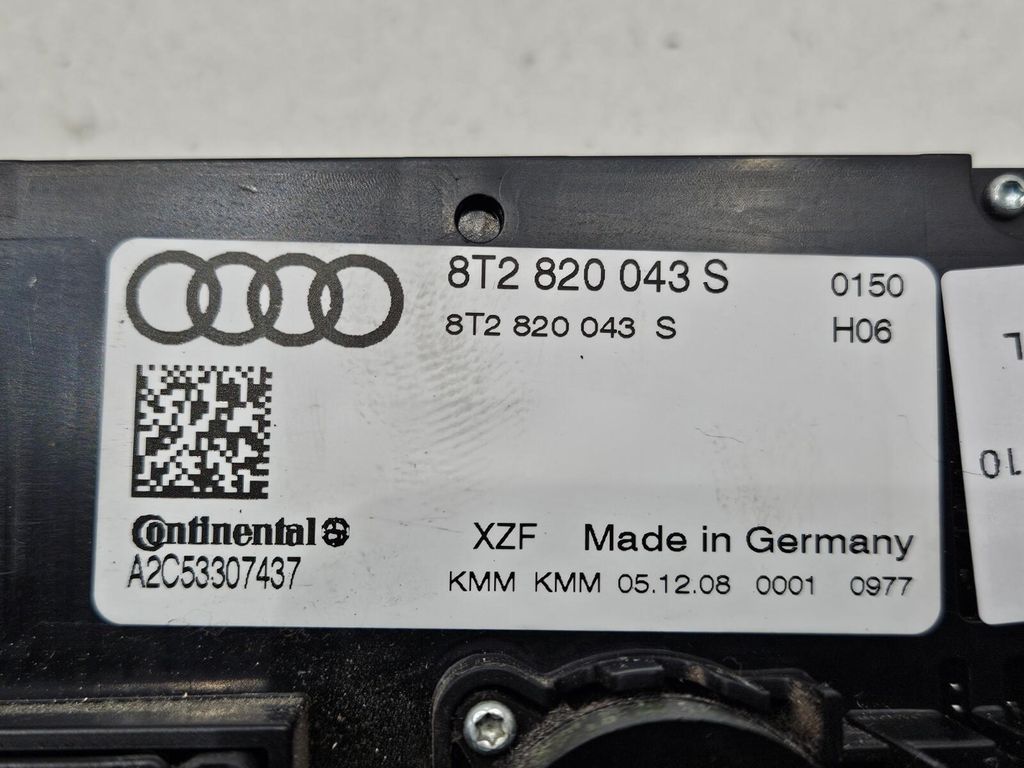 8T2 820 043 S 0150
8T2 820 043 S H06
Continental
A2C53307437
XZF Made in Germany
KMM KMM 05.12.08 0001 0977
10